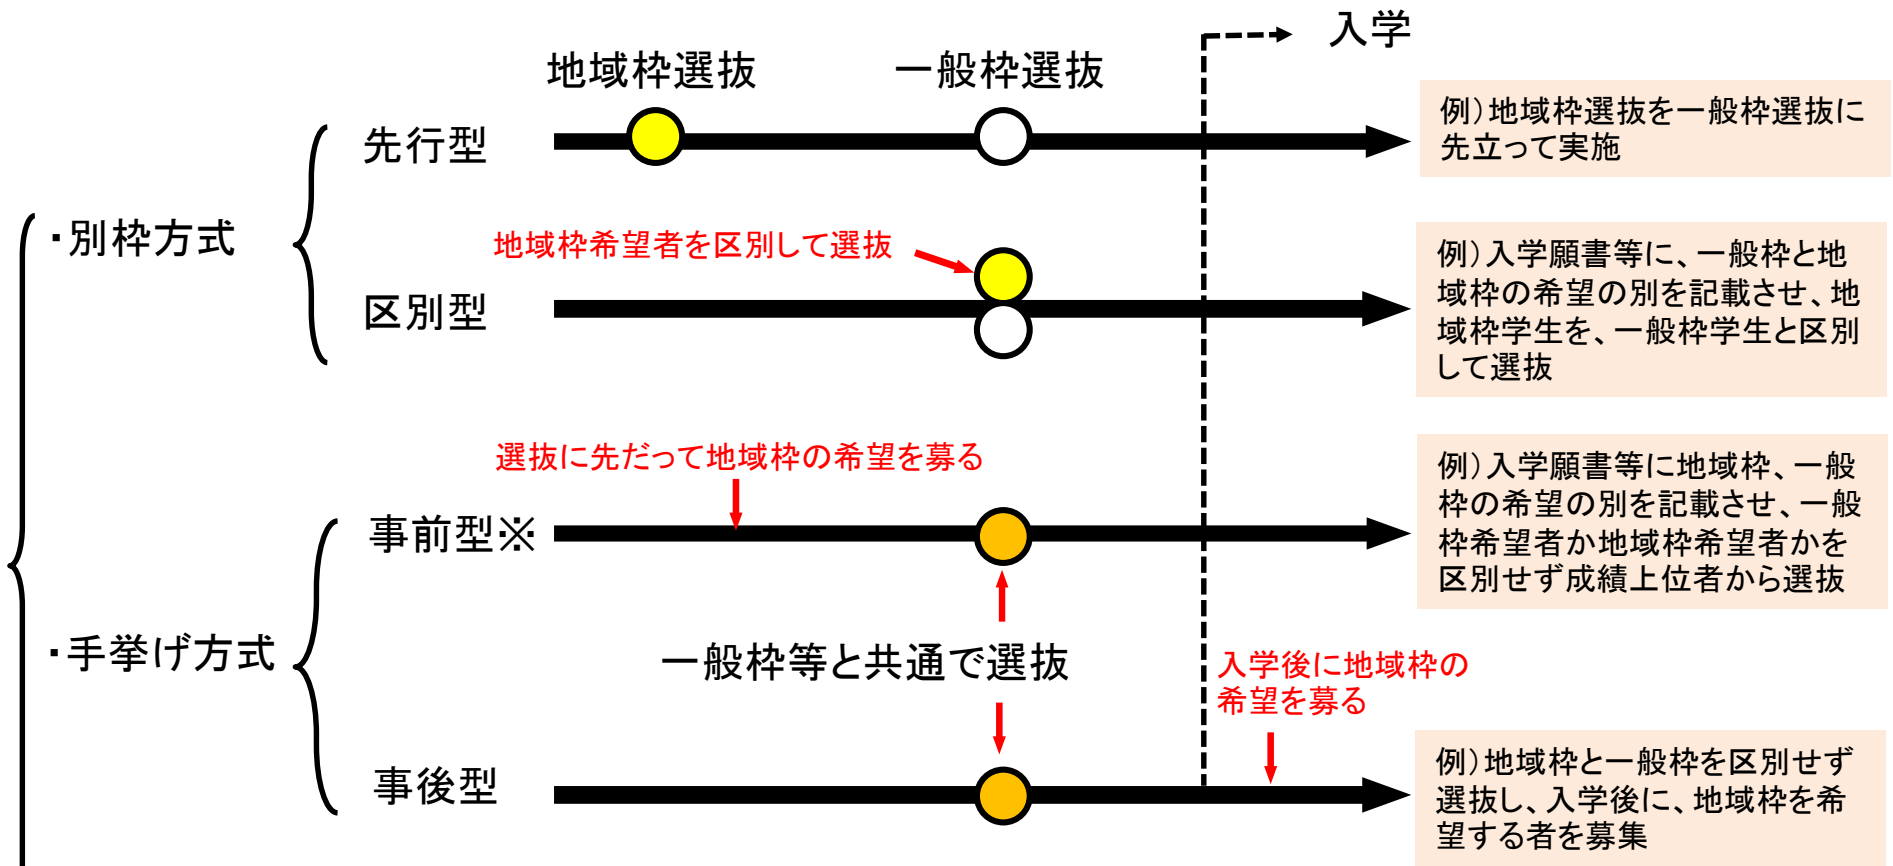 入学
地域枠選抜
一般枠選抜
・別枠方式
先行型
例）地域枠選抜を一般枠選抜に
先立って実施
地域枠希望者を区別して選抜
区別型
例）入学願書等に、一般枠と地
域枠の希望の別を記載させ、地
域枠学生を、一般枠学生と区別
して選抜
・手挙げ方式
選抜に先だって地域枠の希望を募る
事前型※
例）入学願書等に地域枠、一般
枠の希望の別を記載させ、一般
枠希望者か地域枠希望者かを
区別せず成績上位者から選抜
一般枠等と共通で選抜
入学後に地域枠の
希望を募る
事後型
例）地域枠と一般枠を区別せず
選抜し、入学後に、地域枠を希
望する者を募集